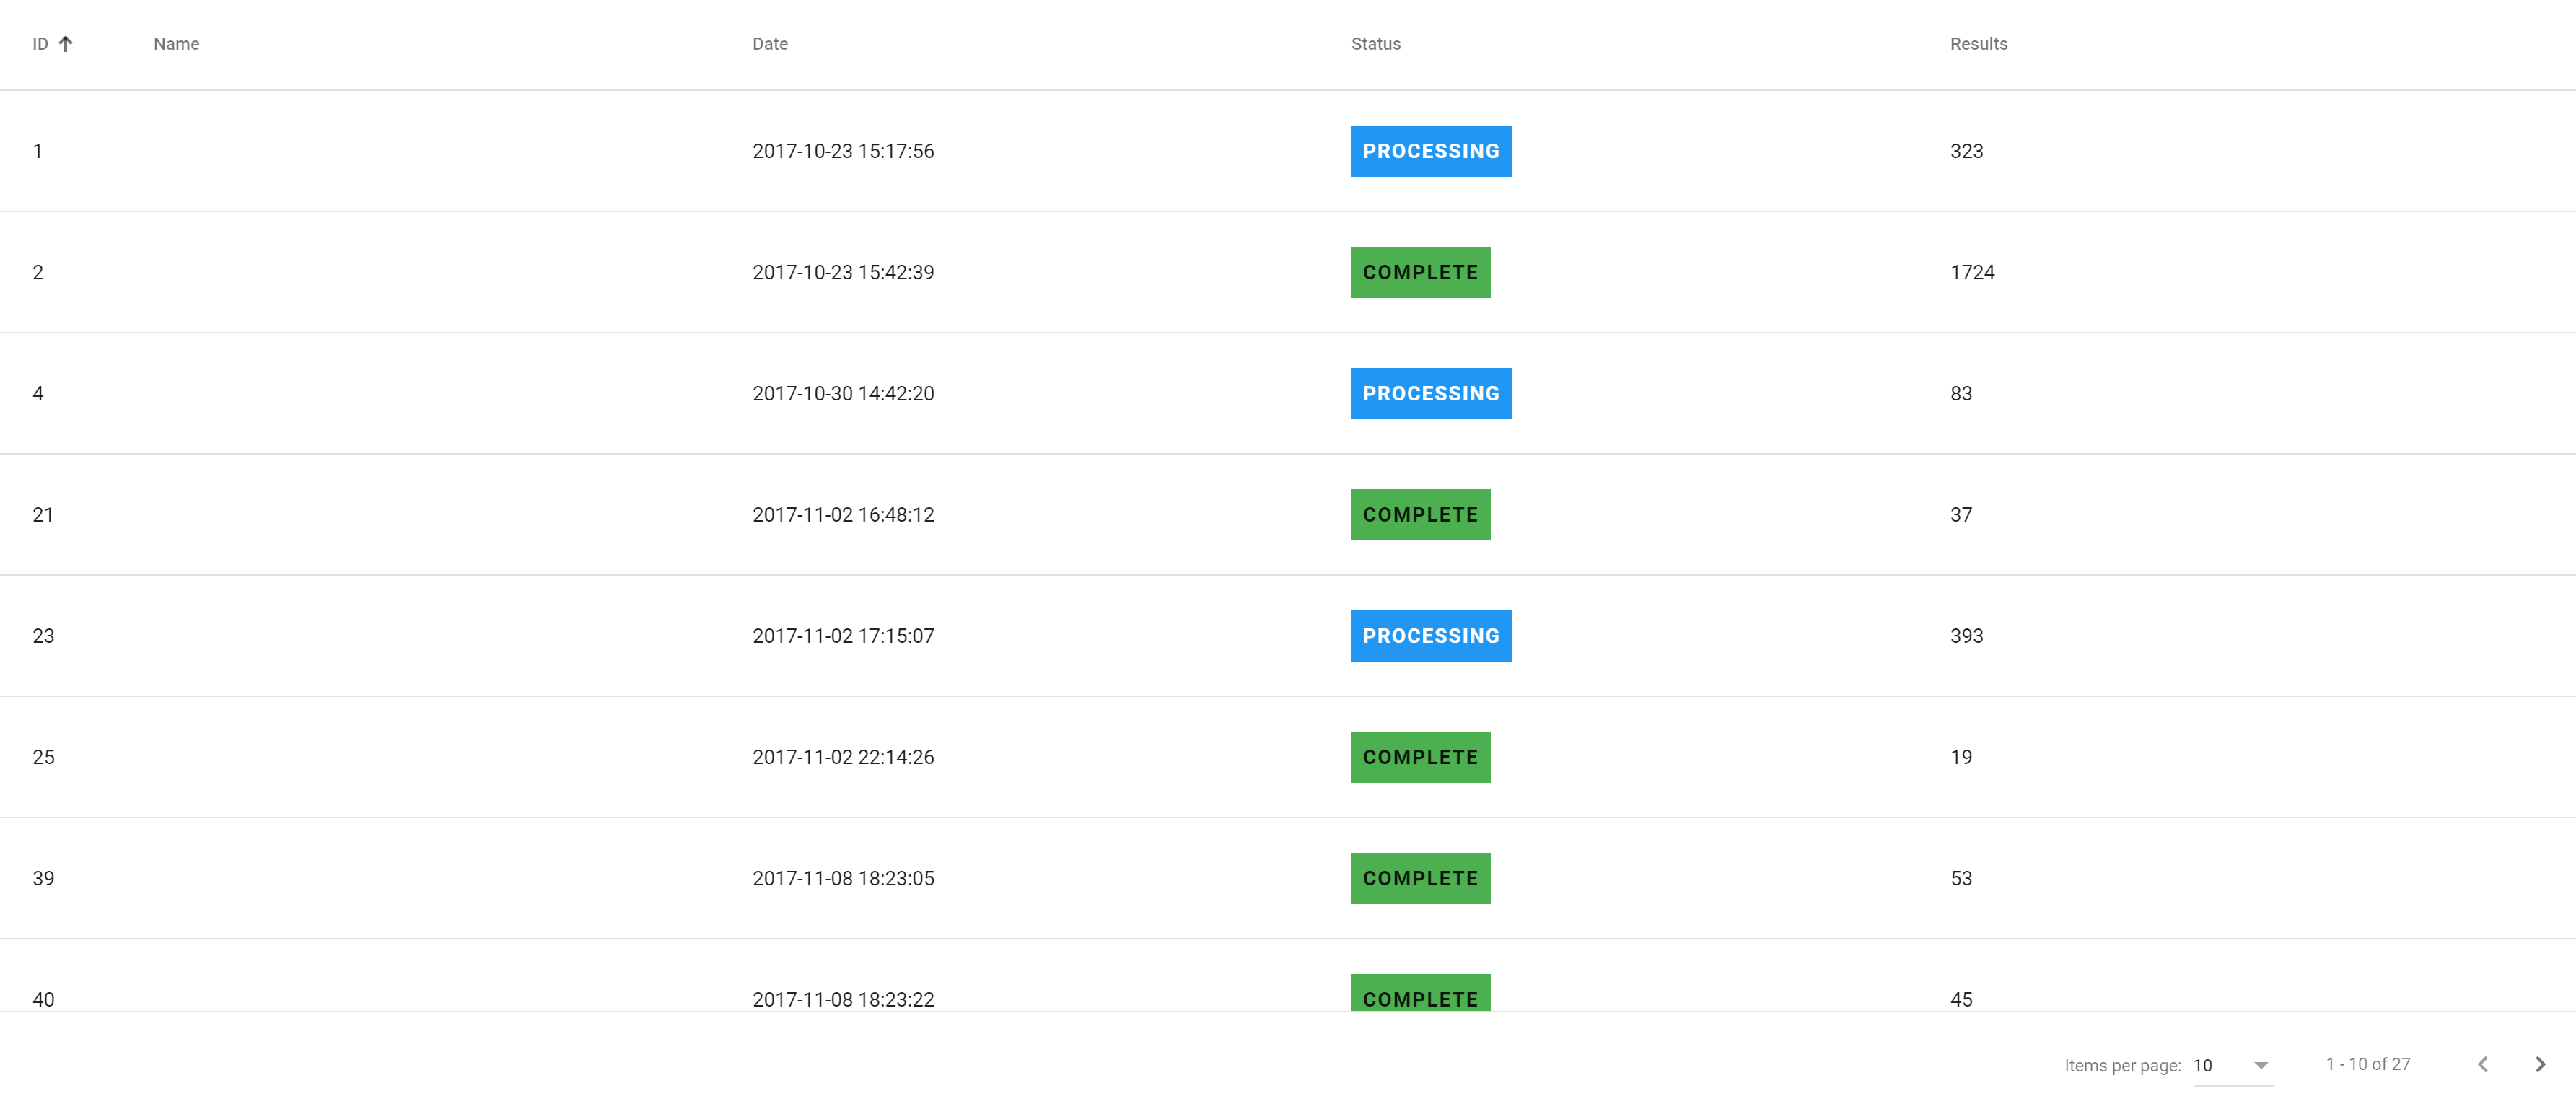 ID Name Date Status Results
1 2017-10-23 15:17:56 PROCESSING 323
2 2017-10-23 15:42:39 COMPLETE 1724
4 2017-10-30 14:42:20 PROCESSING 83
21 2017-11-02 16:48:12 COMPLETE 37
23 2017-11-02 17:15:07 PROCESSING 393
25 2017-11-02 22:14:26 COMPLETE 19
39 2017-11-08 18:23:05 COMPLETE 53
40 2017-11-08 18:23:22 COMPLETE 45
Items per page: 10 1 - 10 of 27